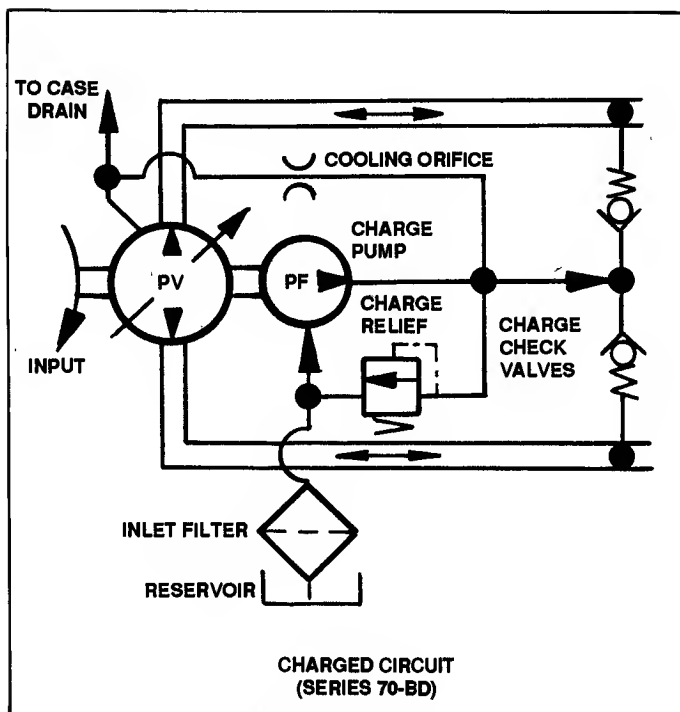 TO CASE
DRAIN
COOLING ORIFICE
CHARGE
PUMP
PV
PF
CHARGE
RELIEF
CHARGE
CHECK
VALVES
INPUT
INLET FILTER
RESERVOIR
CHARGED CIRCUIT
(SERIES 70-BD)